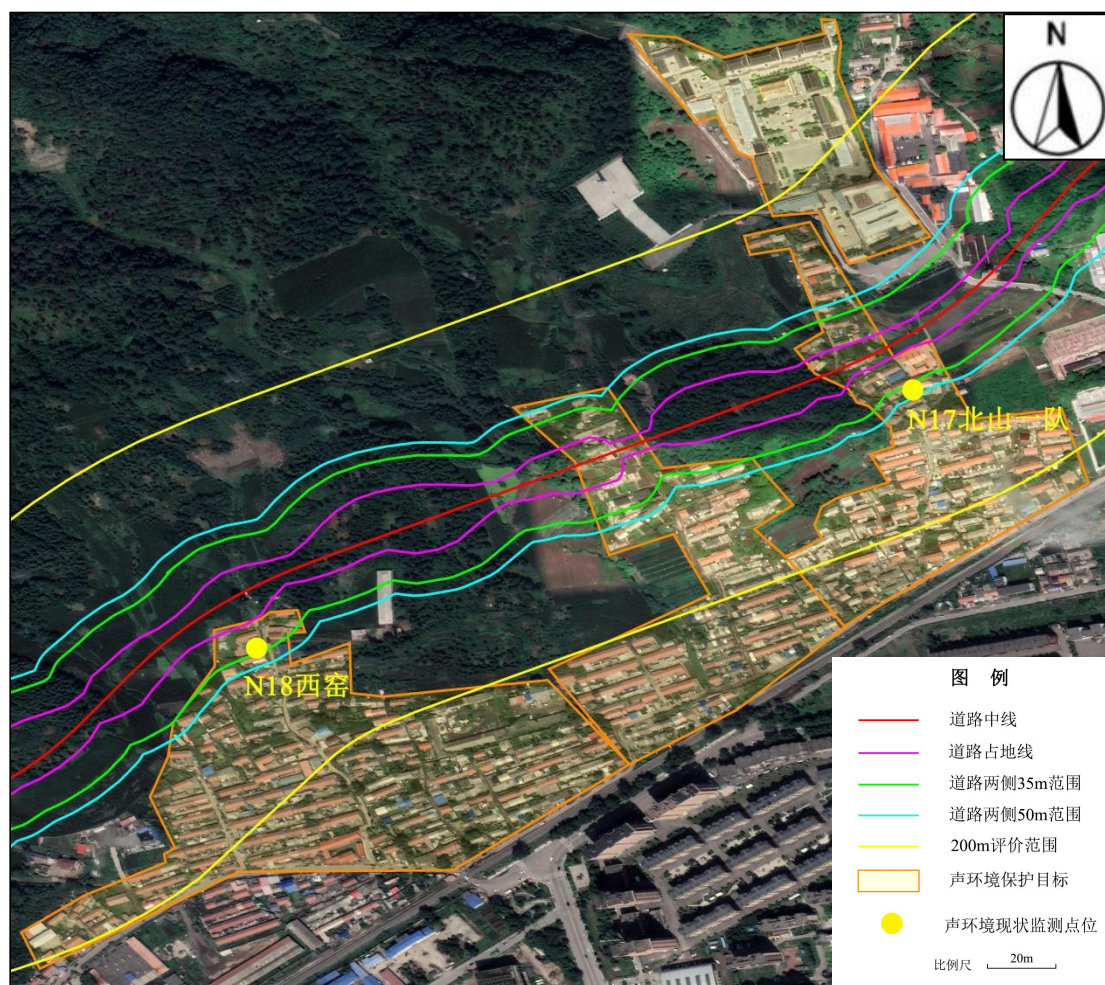 N
N17北山一队
N18西窑
图 例
道路中线
道路占地线
道路两侧35m范围
道路两侧50m范围
200m评价范围
声环境保护目标
声环境现状监测点位
比例尺 20m